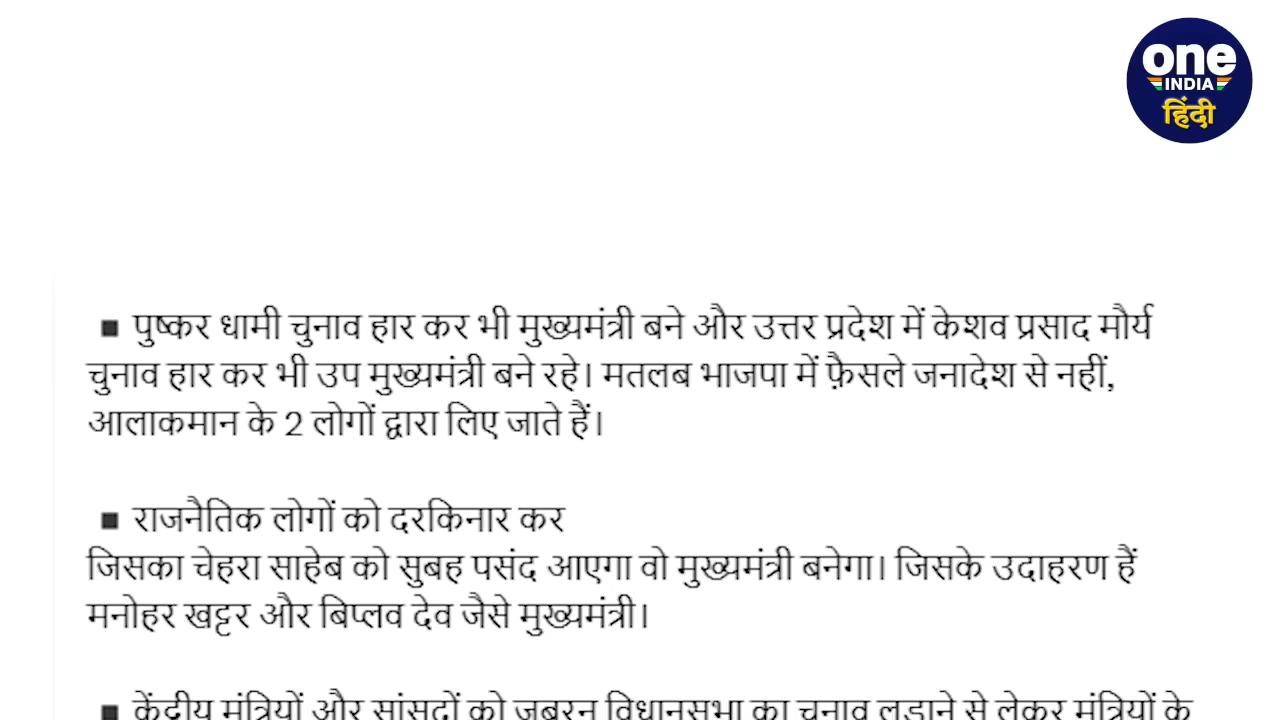 one
INDIA
हिंदी
▪ पुष्कर धामी चुनाव हार कर भी मुख्यमंत्री बने और उत्तर प्रदेश में केशव प्रसाद मौर्य
चुनाव हार कर भी उप मुख्यमंत्री बने रहे। मतलब भाजपा में फ़ैसले जनादेश से नहीं,
आलाकमान के 2 लोगों द्वारा लिए जाते हैं।
▪ राजनैतिक लोगों को दरकिनार कर
जिसका चेहरा साहेब को सुबह पसंद आएगा वो मुख्यमंत्री बनेगा। जिसके उदाहरण हैं
मनोहर खट्टर और बिप्लव देव जैसे मुख्यमंत्री।
▪ केंद्रीय मंत्रियों और सांसदों को जबरन विधानसभा का चुनाव लड़ाने से लेकर मंत्रियों के